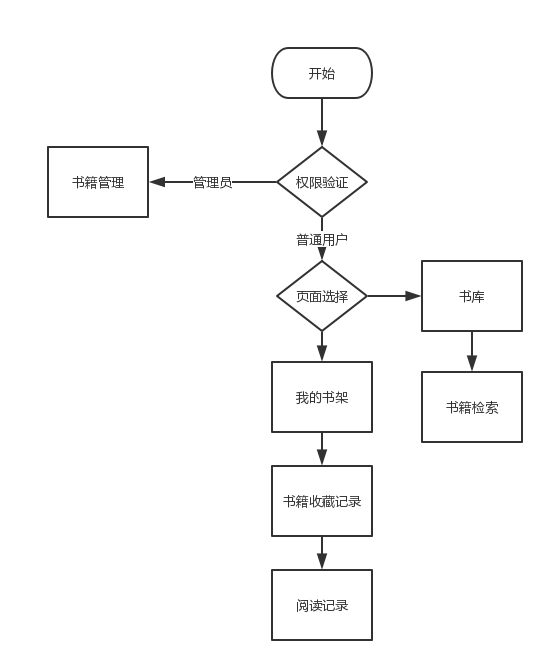 开始
权限验证
管理员
书籍管理
普通用户
页面选择
书库
我的书架
书籍检索
书籍收藏记录
阅读记录